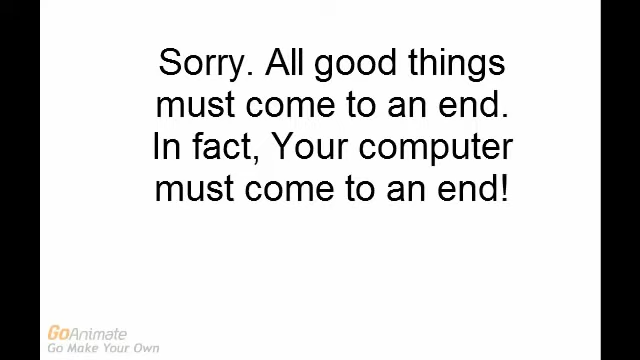 Sorry. All good things
must come to an end.
In fact, Your computer
must come to an end!
GoAnimate
Go Make Your Own